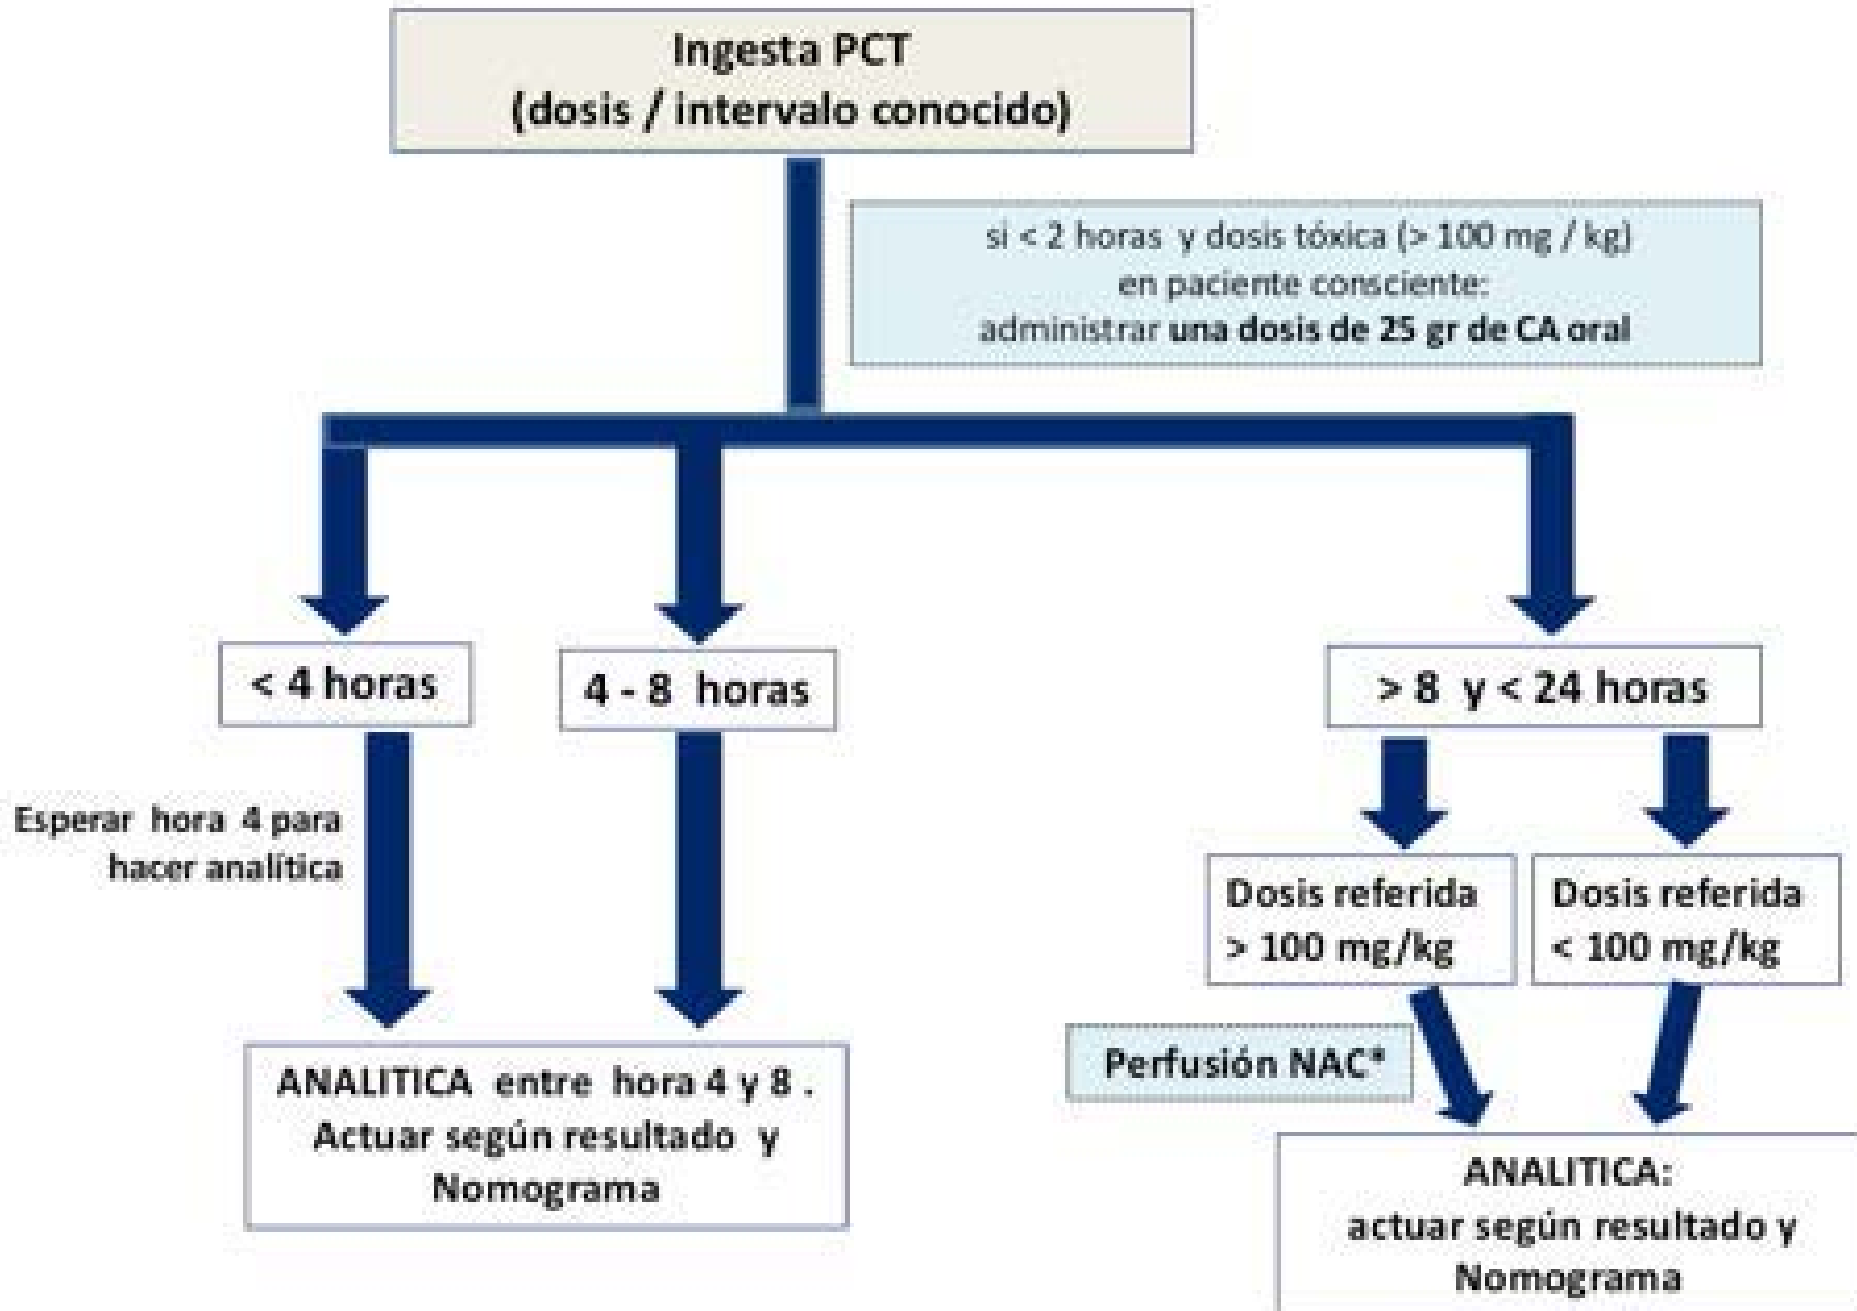 Ingesta PCT
(dosis / intervalo conocido)
si < 2 horas y dosis tóxica (> 100 mg / kg)
en paciente consciente:
administrar una dosis de 25 gr de CA oral
< 4 horas
4 - 8 horas
> 8 y < 24 horas
Esperar hora 4 para
hacer analítica
Dosis referida
> 100 mg/kg
Dosis referida
< 100 mg/kg
Perfusión NAC*
ANALITICA entre hora 4 y 8 .
Actuar según resultado y
Nomograma
ANALITICA:
actuar según resultado y
Nomograma